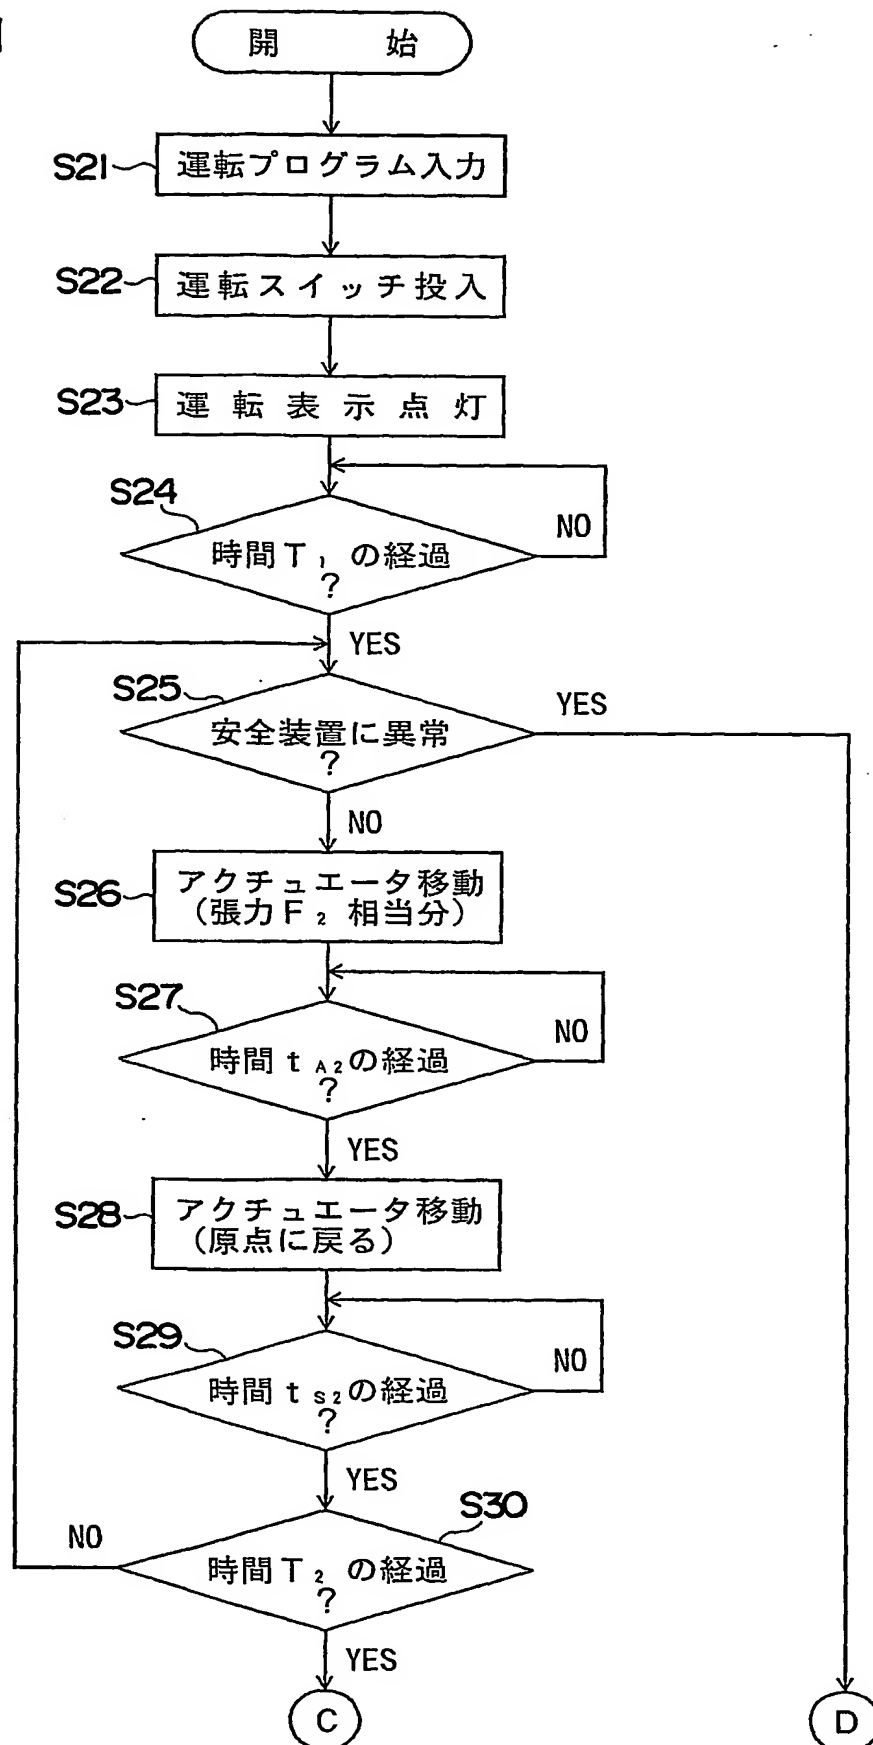 開 始
S21
運転プログラム入力
S22
運転スイッチ投入
S23
運転表示点灯
S24
時間T₁の経過
?
NO
YES
S25
安全装置に異常
?
YES
NO
S26
アクチュエータ移動
(張力F₂相当分)
S27
時間tA2の経過
?
NO
YES
S28
アクチュエータ移動
(原点に戻る)
S29
時間tS2の経過
?
NO
YES
S30
NO
時間T₂の経過
?
YES
C
D